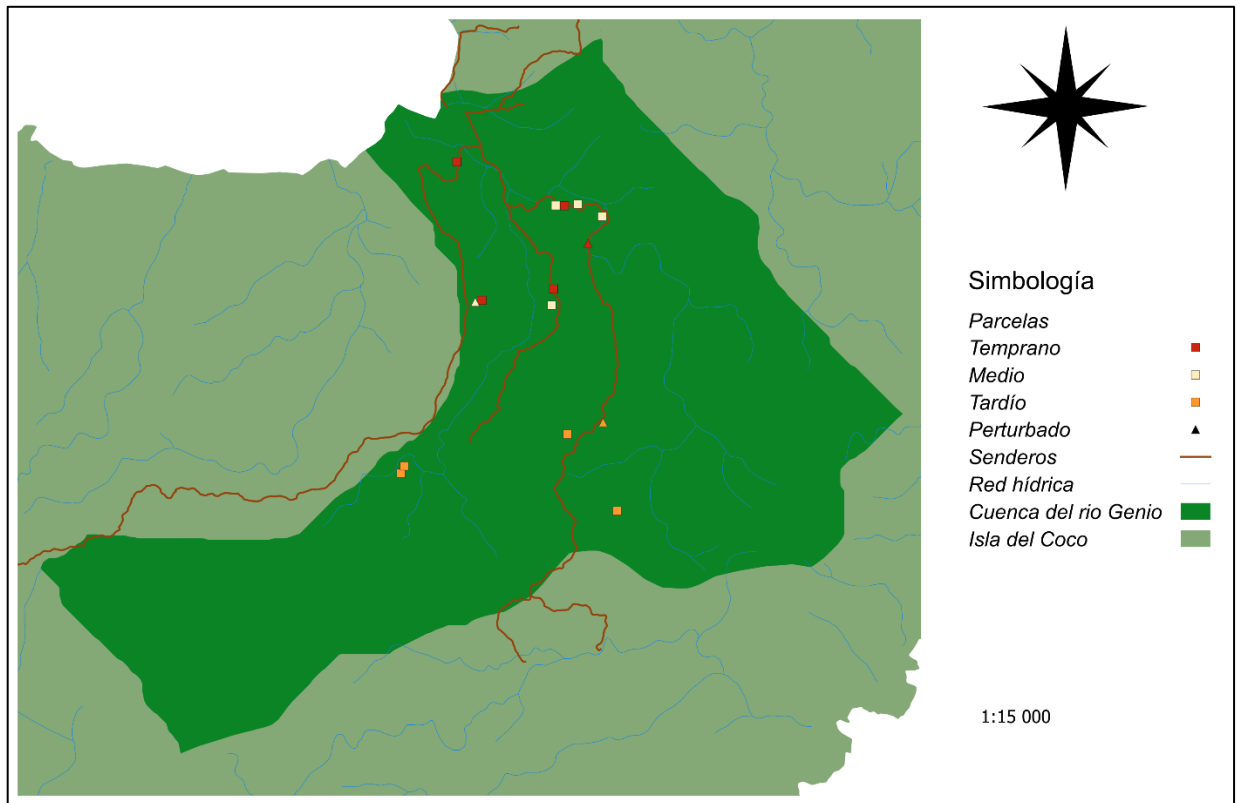 Simbología
Parcelas
Temprano
Medio
Tardío
Perturbado
Senderos
Red hídrica
Cuenca del rio Genio
Isla del Coco
1:15 000